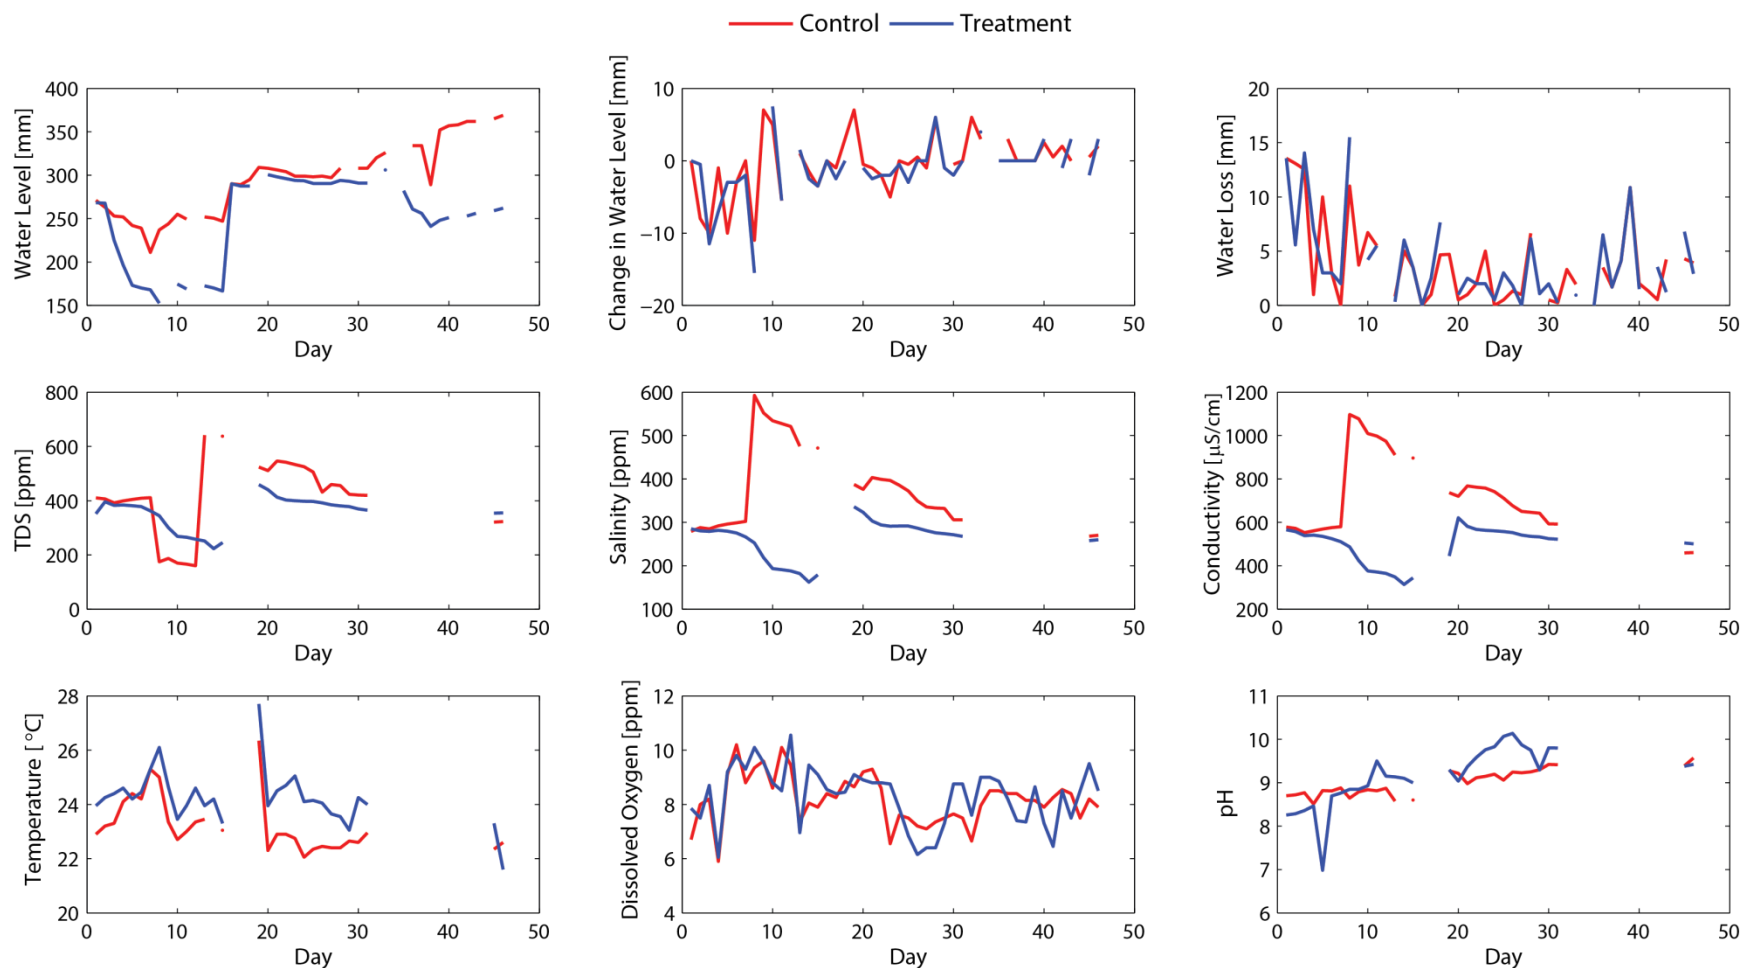 Control Treatment
Water Level [mm]
400
350
300
250
200
150
0 10 20 30 40 50
Day
Change in Water Level [mm]
10
0
−10
−20
0 10 20 30 40 50
Day
Water Loss [mm]
20
15
10
5
0
0 10 20 30 40 50
Day
TDS [ppm]
800
600
400
200
0
0 10 20 30 40 50
Day
Salinity [ppm]
600
500
400
300
200
100
0 10 20 30 40 50
Day
Conductivity [µS/cm]
1200
1000
800
600
400
200
0 10 20 30 40 50
Day
Temperature [°C]
28
26
24
22
20
0 10 20 30 40 50
Day
Dissolved Oxygen [ppm]
12
10
8
6
4
0 10 20 30 40 50
Day
pH
11
10
9
8
7
6
0 10 20 30 40 50
Day